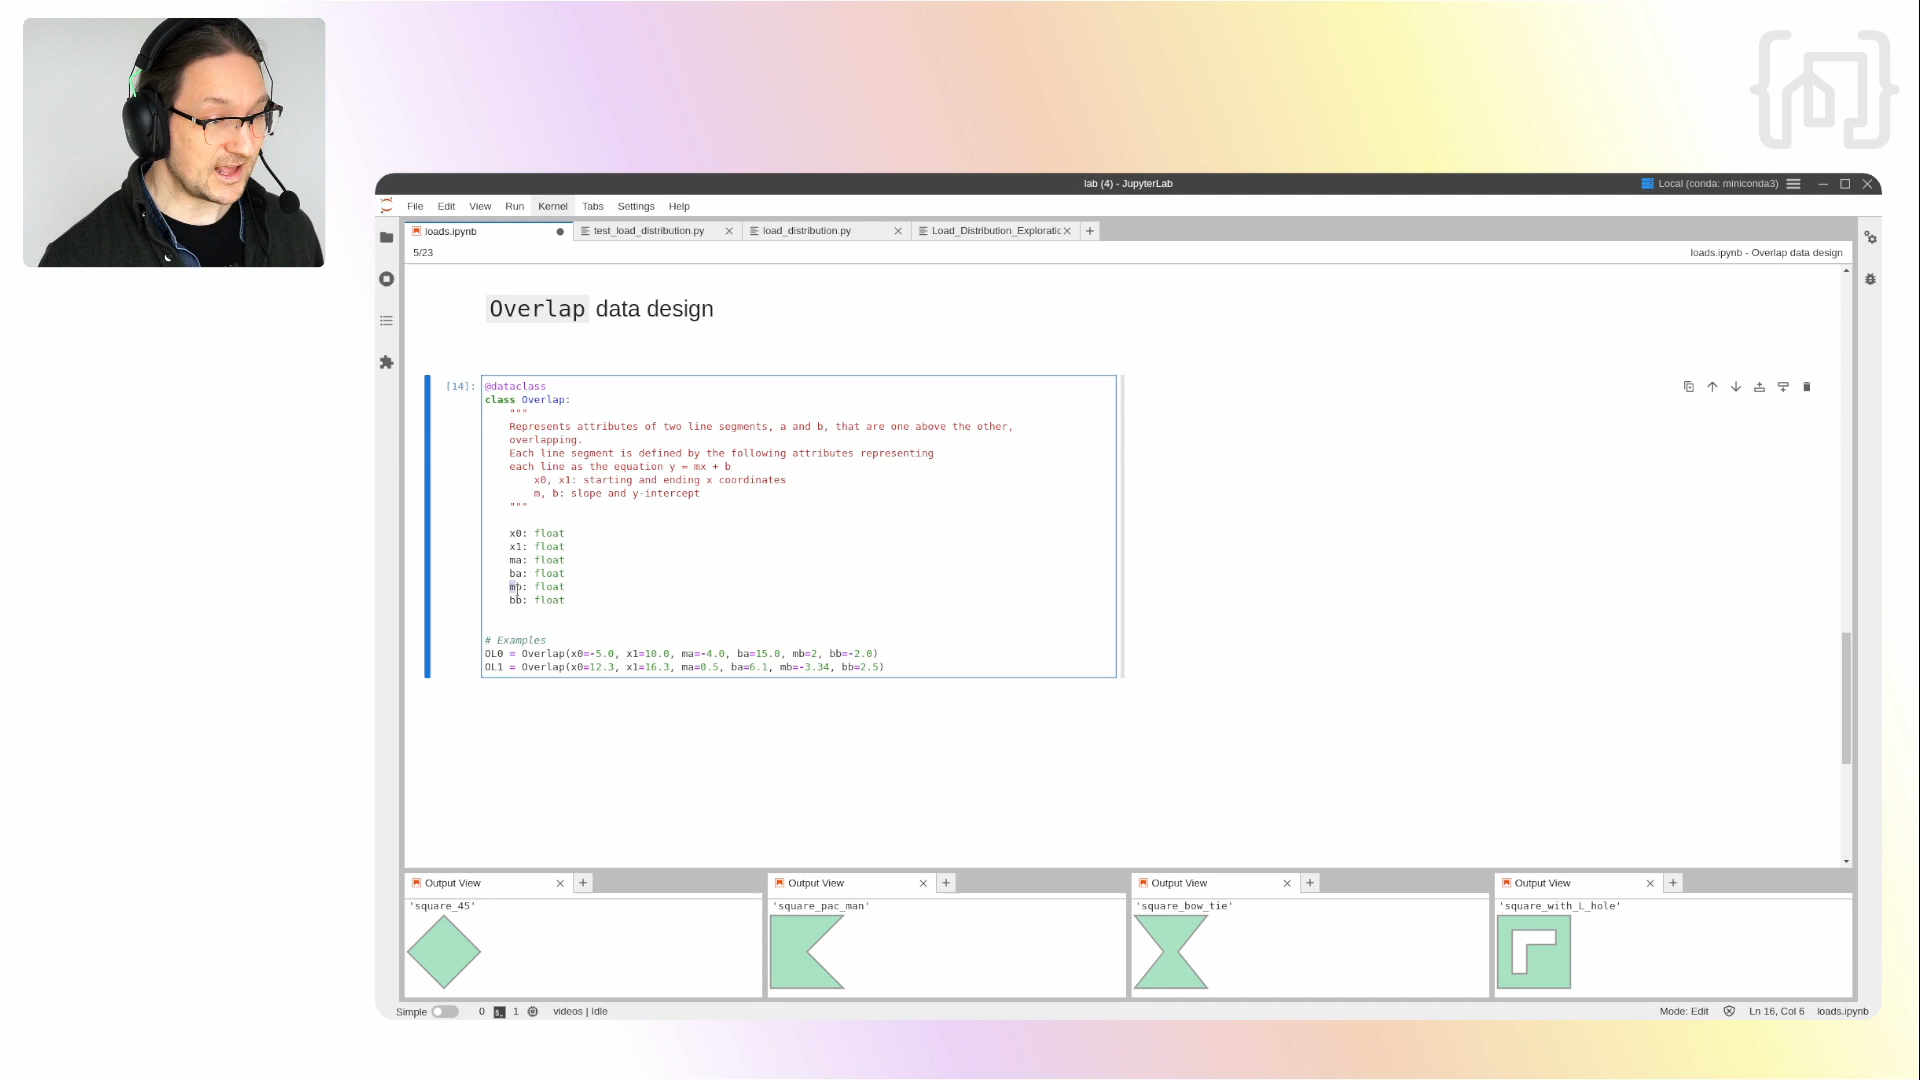 lab (4) - JupyterLab
Local (conda: miniconda3)
File Edit View Run Kernel Tabs Settings Help
loads.ipynb test_load_distribution.py load_distribution.py Load_Distribution_Exploratic
5/23
loads.ipynb - Overlap data design
Overlap data design
[14]:
@dataclass
class Overlap:
"""
Represents attributes of two line segments, a and b, that are one above the other,
overlapping.
Each line segment is defined by the following attributes representing
each line as the equation y = mx + b
x0, x1: starting and ending x coordinates
m, b: slope and y-intercept
"""
x0: float
x1: float
ma: float
ba: float
mb: float
bb: float
# Examples
OL0 = Overlap(x0=-5.0, x1=10.0, ma=-4.0, ba=15.0, mb=2, bb=-2.0)
OL1 = Overlap(x0=12.3, x1=16.3, ma=0.5, ba=6.1, mb=-3.34, bb=2.5)
Output View Output View Output View Output View
'square_45' 'square_pac_man' 'square_bow_tie' 'square_with_L_hole'
Simple 0 1 videos | Idle
Mode: Edit Ln 16, Col 6 loads.ipynb